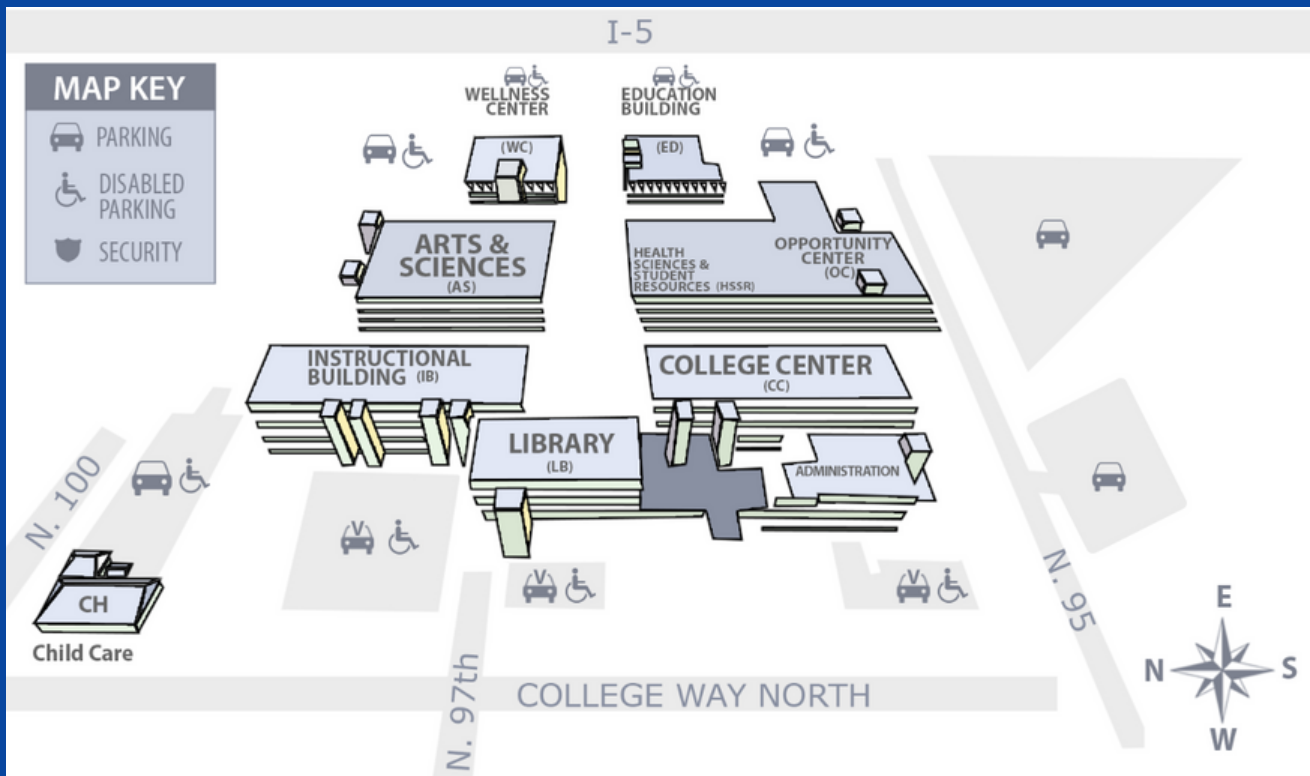 I-5
MAP KEY
PARKING
DISABLED
PARKING
SECURITY
WELLNESS
CENTER
EDUCATION
BUILDING
(WC)
(ED)
ARTS &
SCIENCES
(AS)
HEALTH
SCIENCES &
STUDENT
RESOURCES (HSSR)
OPPORTUNITY
CENTER
(OC)
INSTRUCTIONAL
BUILDING (IB)
COLLEGE CENTER
(CC)
LIBRARY
(LB)
ADMINISTRATION
N. 100
V
V
V
CH
Child Care
N. 97th
COLLEGE WAY NORTH
N. 95
E
N
S
W